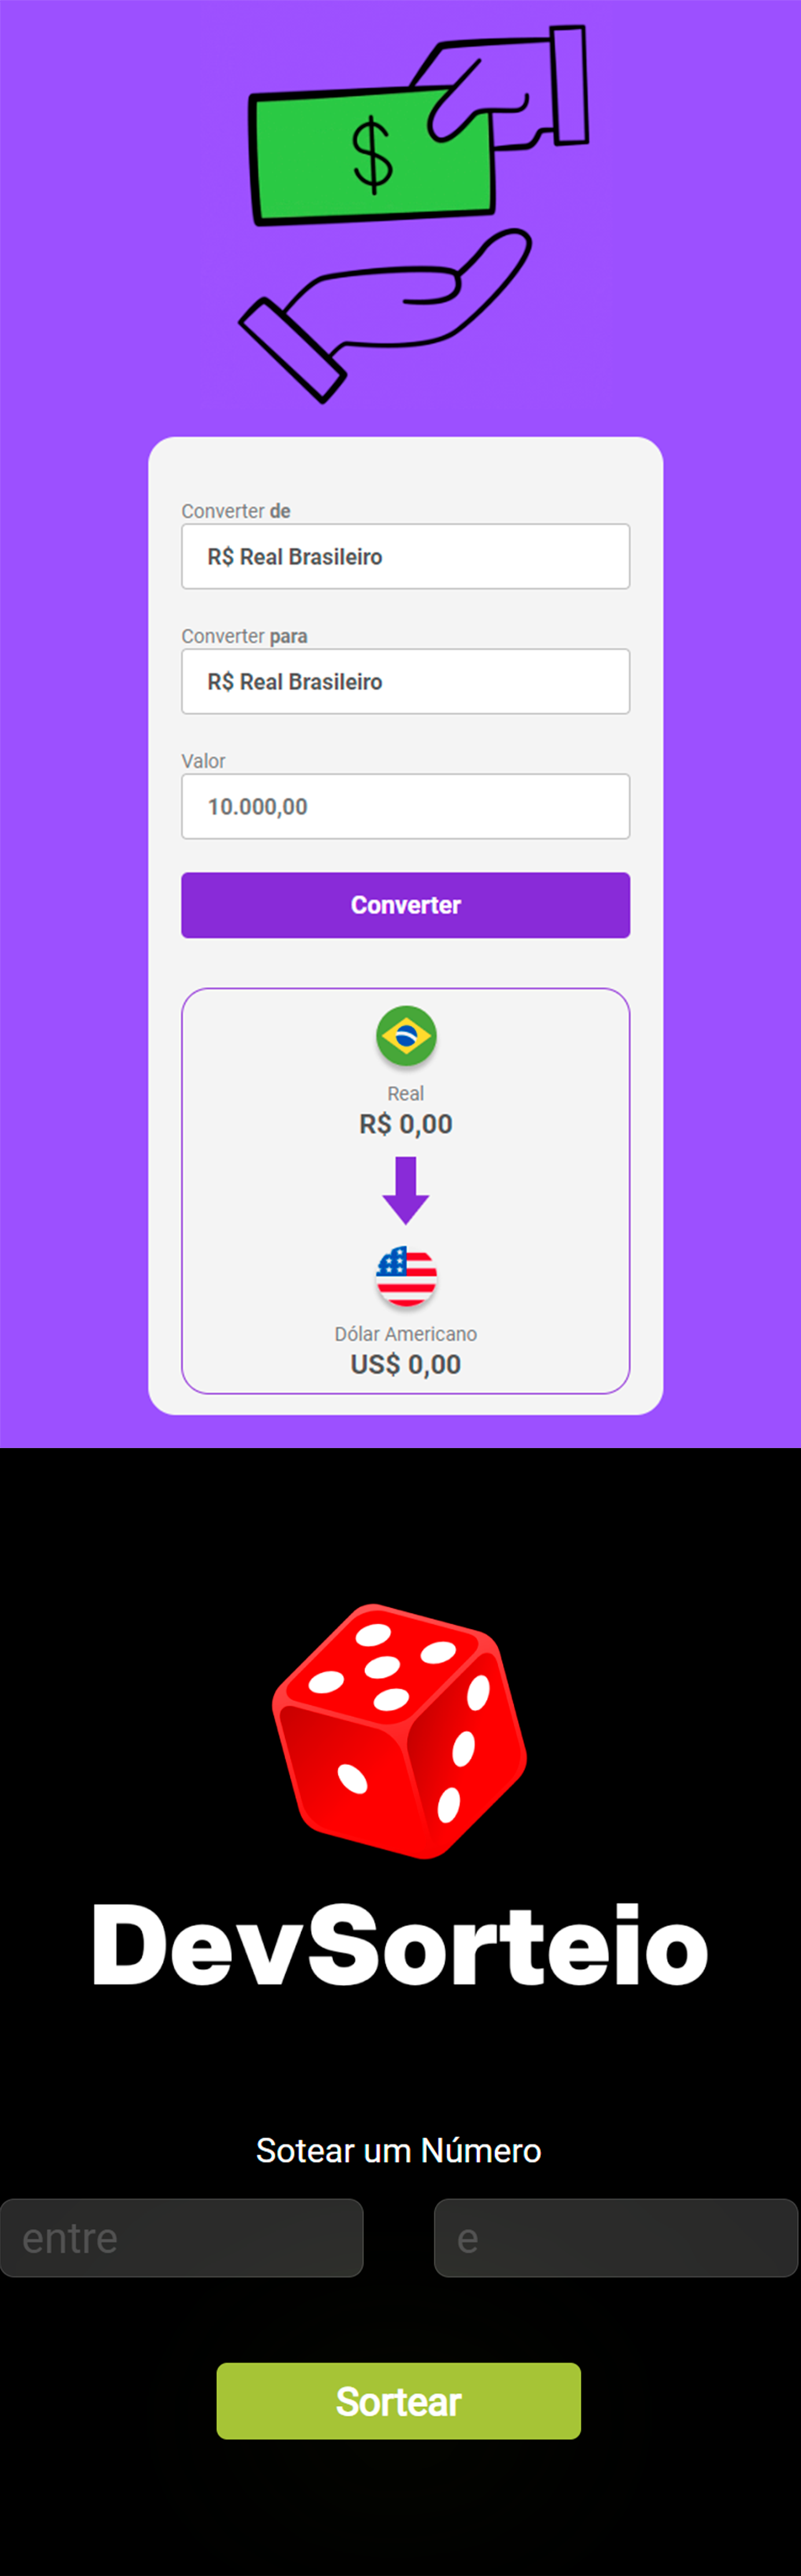 $
Converter de
R$ Real Brasileiro
Converter para
R$ Real Brasileiro
Valor
10.000,00
Converter
Real
R$ 0,00
Dólar Americano
US$ 0,00
DevSorteio
Sotear um Número
entre e
Sortear